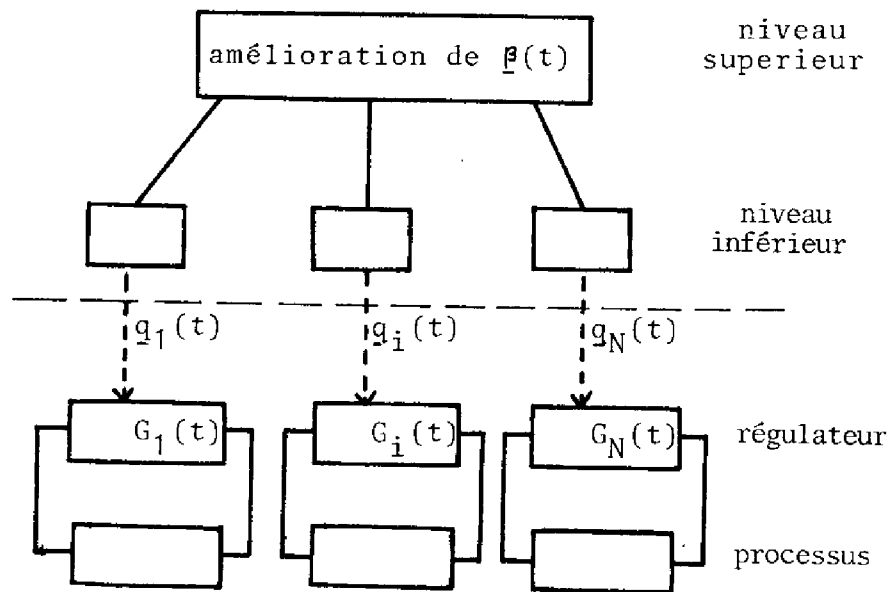 niveau
superieur
amélioration de β(t)
niveau
inférieur
q1(t) qi(t) qN(t)
G1(t) Gi(t) GN(t) régulateur
processus